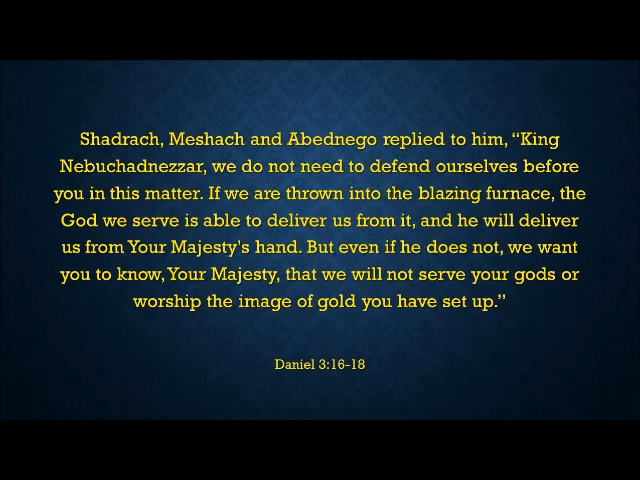 Shadrach, Meshach and Abednego replied to him, “King
Nebuchadnezzar, we do not need to defend ourselves before
you in this matter. If we are thrown into the blazing furnace, the
God we serve is able to deliver us from it, and he will deliver
us from Your Majesty's hand. But even if he does not, we want
you to know, Your Majesty, that we will not serve your gods or
worship the image of gold you have set up.”
Daniel 3:16-18